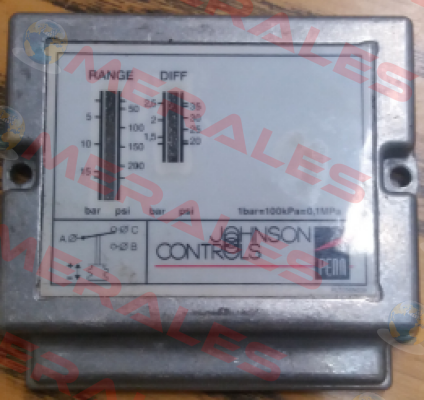 RANGE DIFF
5
10
15
50
100
150
200
2,5
2
1,5
35
30
25
20
bar psi bar psi 1bar=100kPa=0,1MPa
A C
B
JOHNSON
CONTROLS
PENN
MERALES